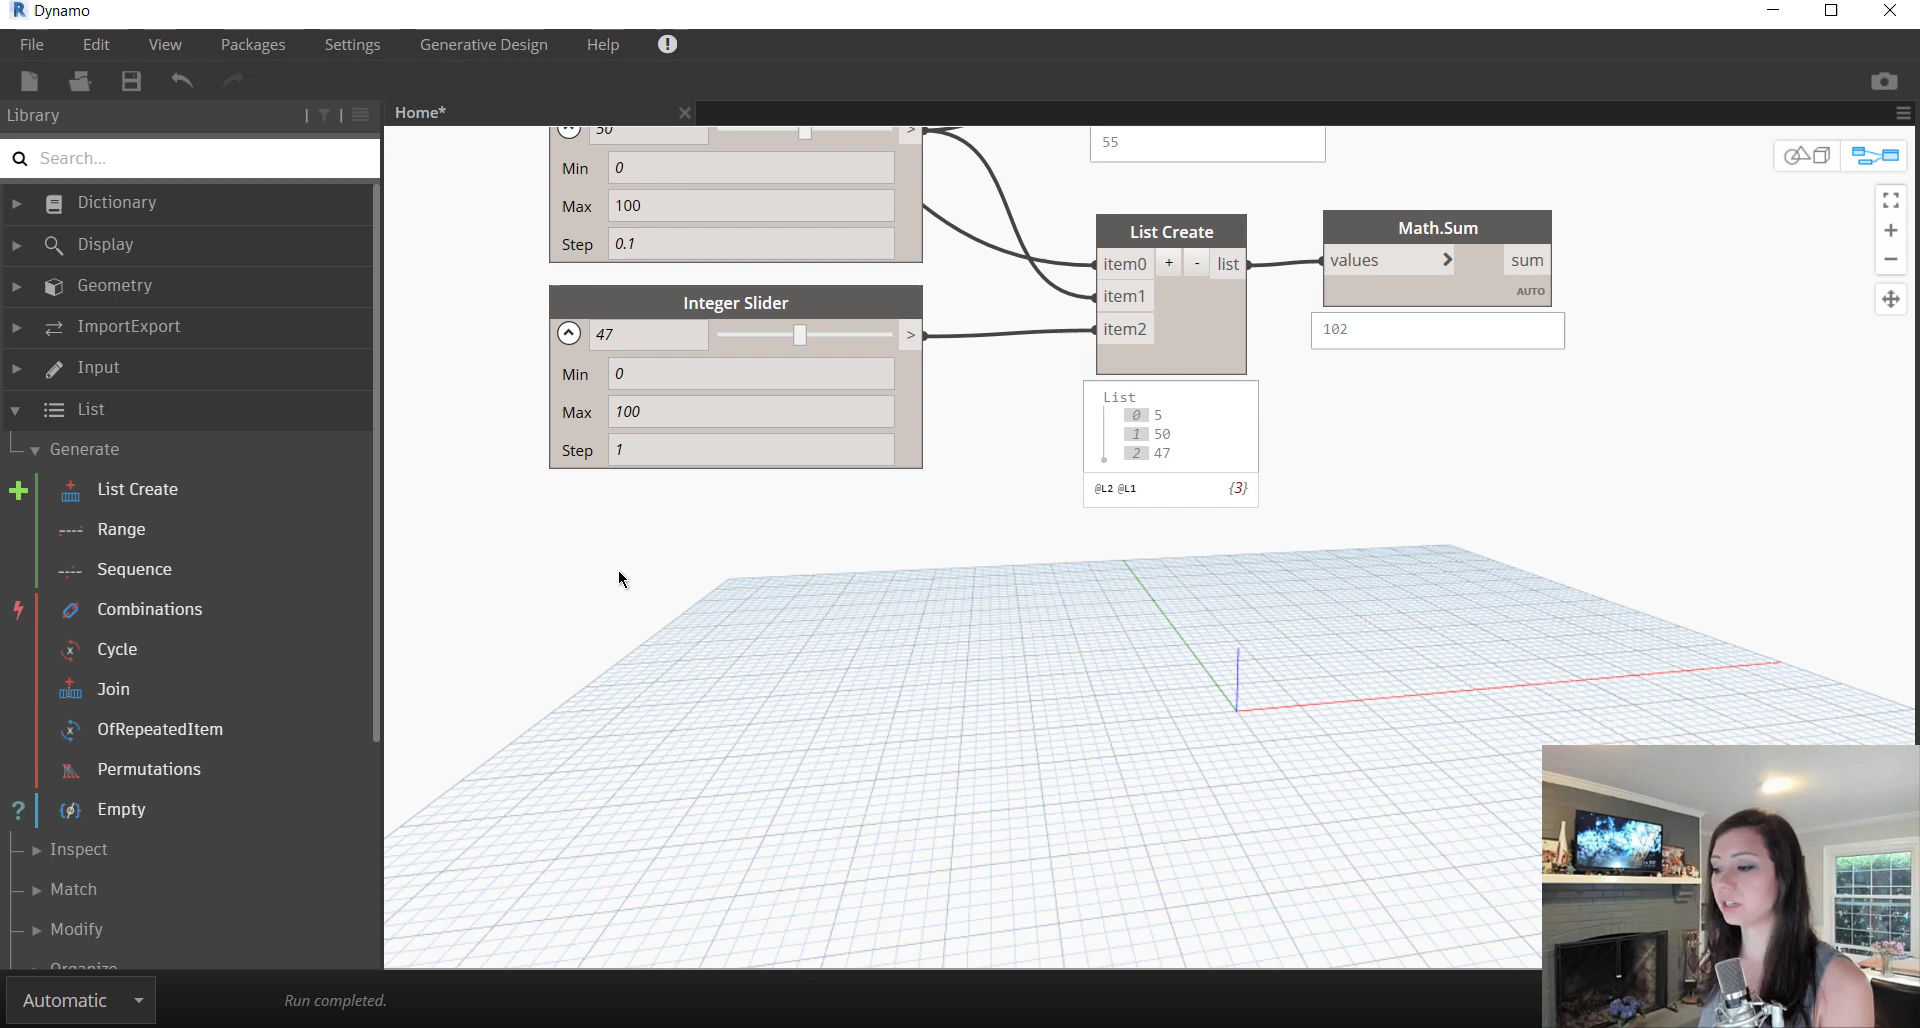 Dynamo
File Edit View Packages Settings Generative Design Help
Library
Home*
Search...
Dictionary
Display
Geometry
ImportExport
Input
List
Generate
List Create
Range
Sequence
Combinations
Cycle
Join
OfRepeatedItem
Permutations
Empty
Inspect
Match
Modify
Organize
50 >
Min 0
Max 100
Step 0.1
55
Integer Slider
47 >
Min 0
Max 100
Step 1
List Create
item0 + - list
item1
item2
List
0 5
1 50
2 47
@L2 @L1 {3}
Math.Sum
values > sum
AUTO
102
Automatic Run completed.